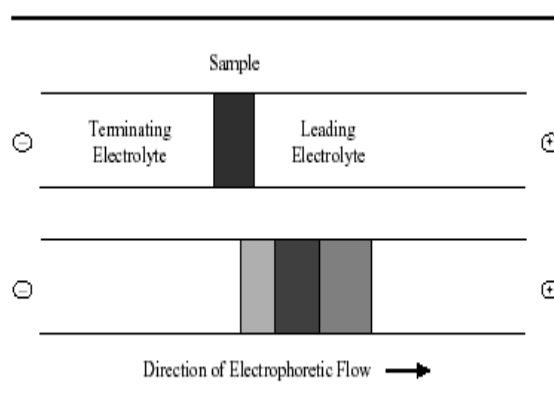 Sample
Terminating
Electrolyte
Leading
Electrolyte
Direction of Electrophoretic Flow